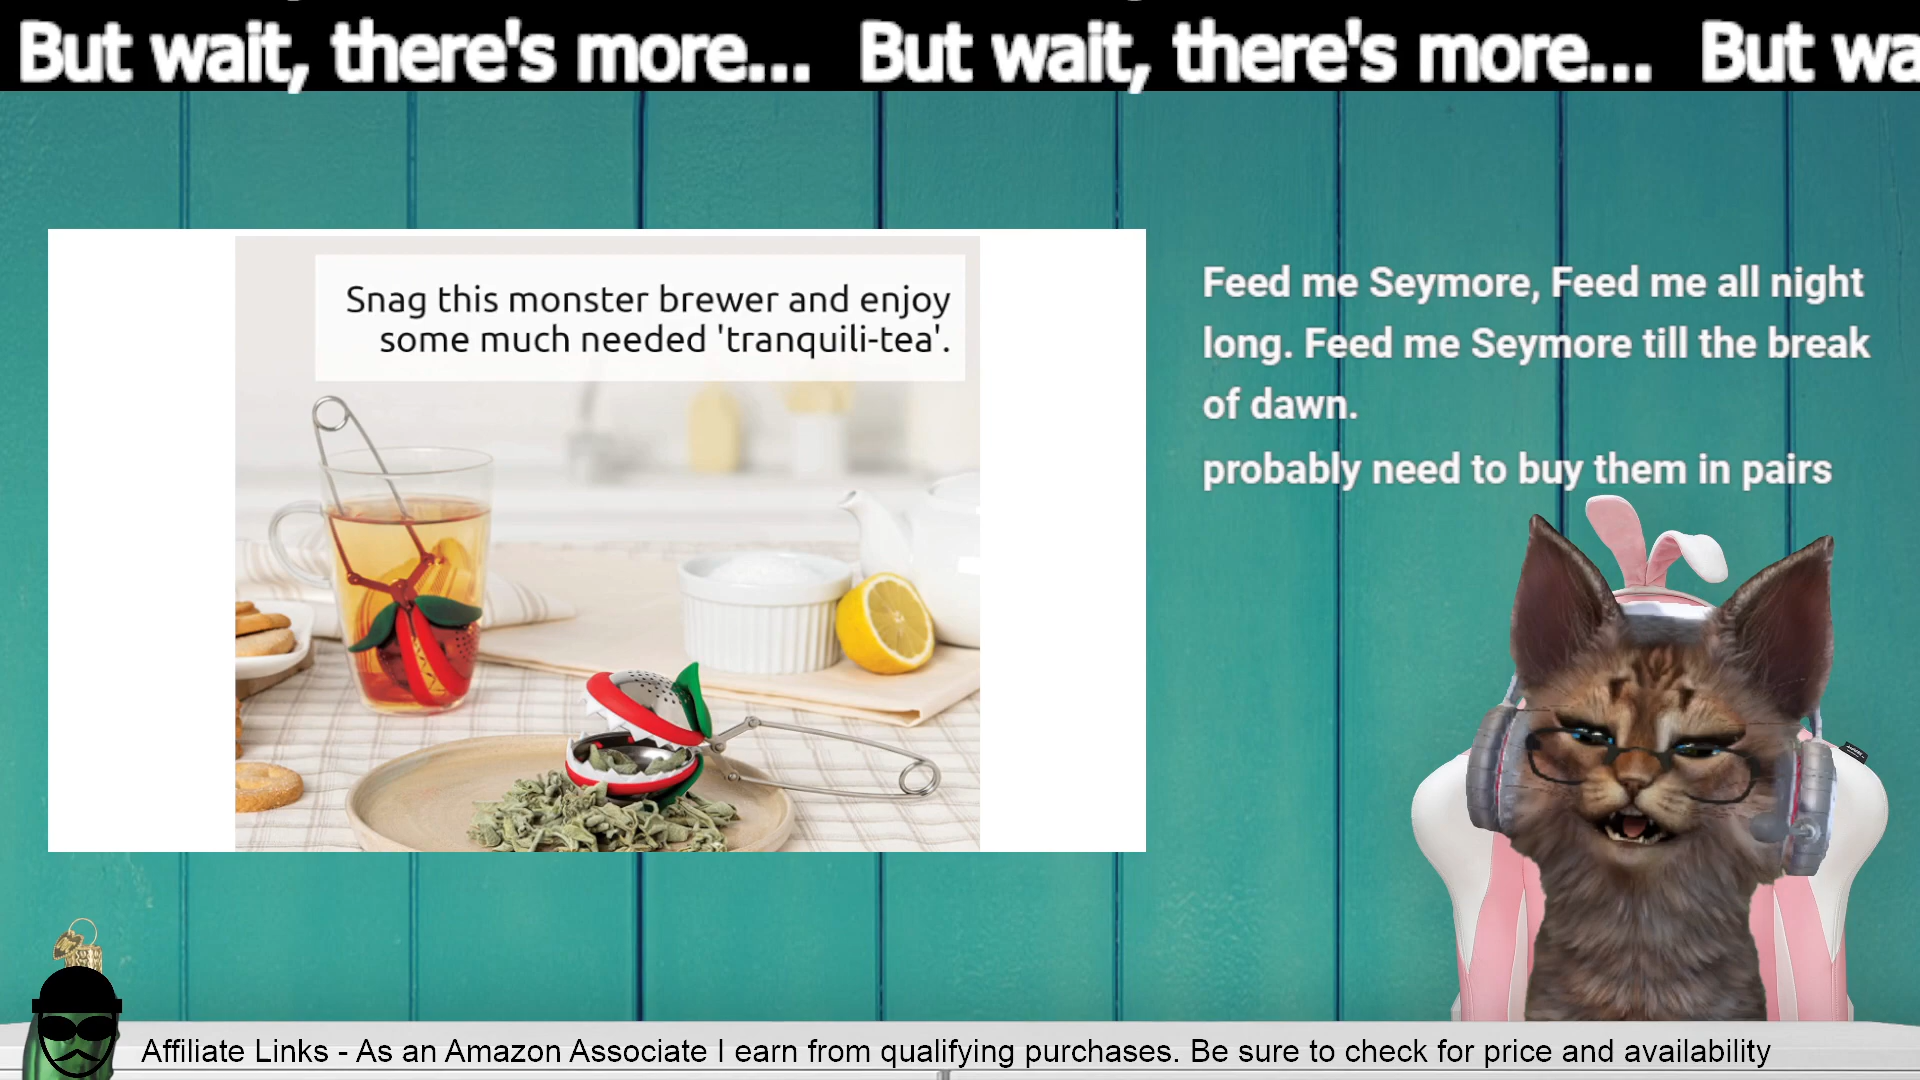 But wait, there's more... But wait, there's more... But wa
Snag this monster brewer and enjoy
some much needed 'tranquili-tea'.
Feed me Seymore, Feed me all night
long. Feed me Seymore till the break
of dawn.
probably need to buy them in pairs
Affiliate Links - As an Amazon Associate I earn from qualifying purchases. Be sure to check for price and availability